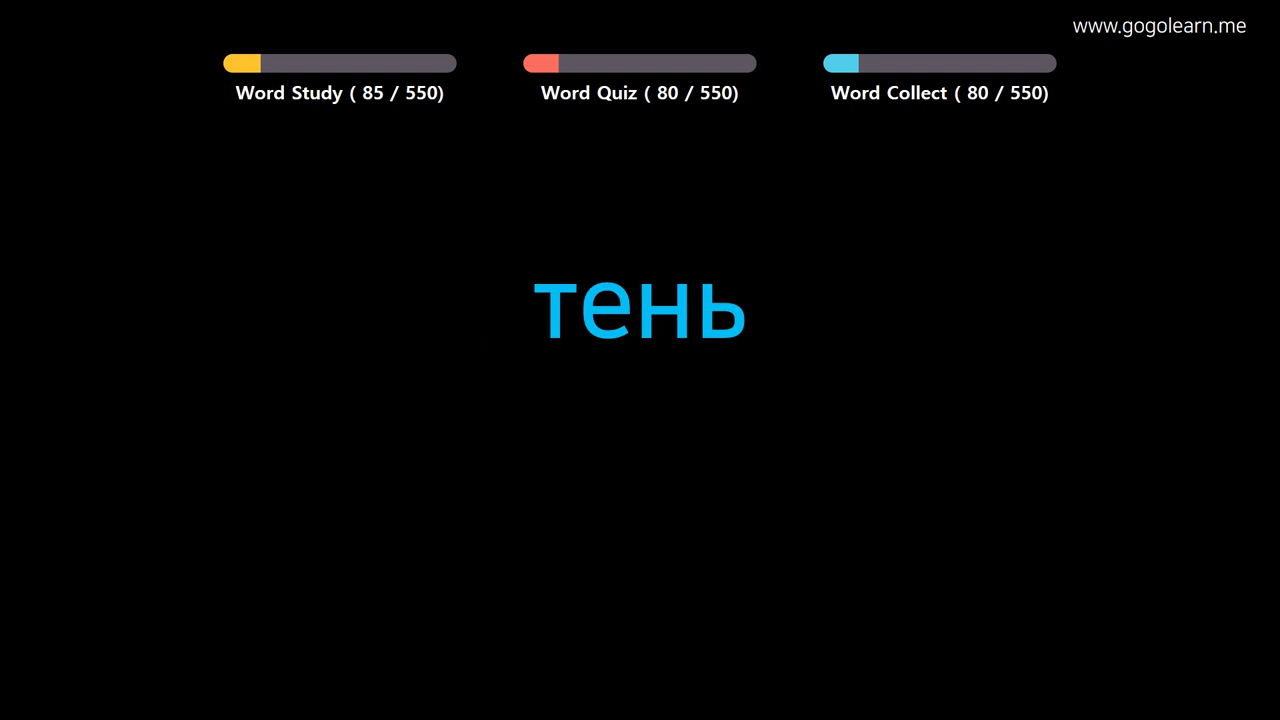 www.gogolearn.me
Word Study ( 85 / 550)
Word Quiz ( 80 / 550)
Word Collect ( 80 / 550)
тень